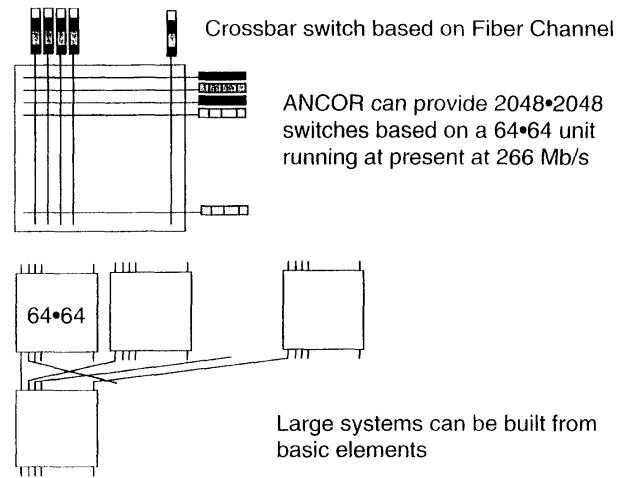 Crossbar switch based on Fiber Channel
ANCOR can provide 2048•2048
switches based on a 64•64 unit
running at present at 266 Mb/s
64•64
Large systems can be built from
basic elements